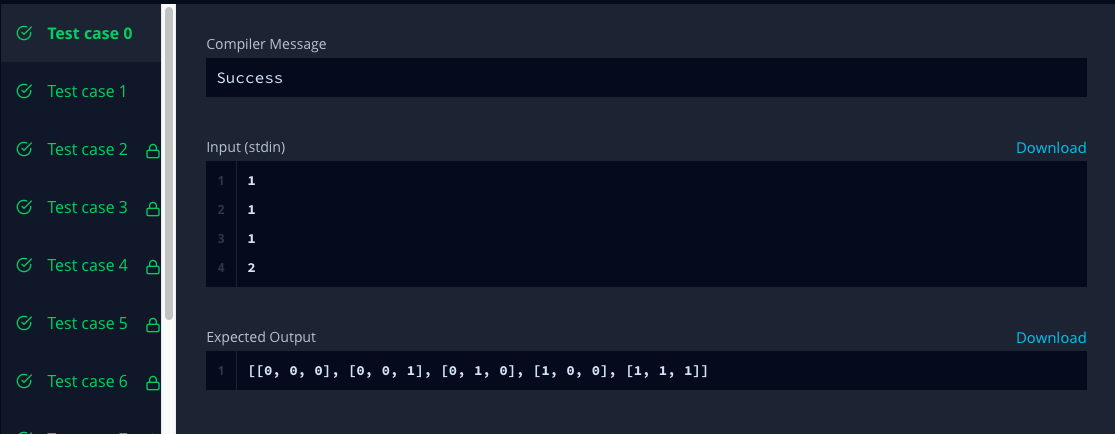 Test case 0
Test case 1
Test case 2
Test case 3
Test case 4
Test case 5
Test case 6
Compiler Message
Success
Input (stdin)
Download
1 1
2 1
3 1
4 2
Expected Output
Download
1 [[0, 0, 0], [0, 0, 1], [0, 1, 0], [1, 0, 0], [1, 1, 1]]